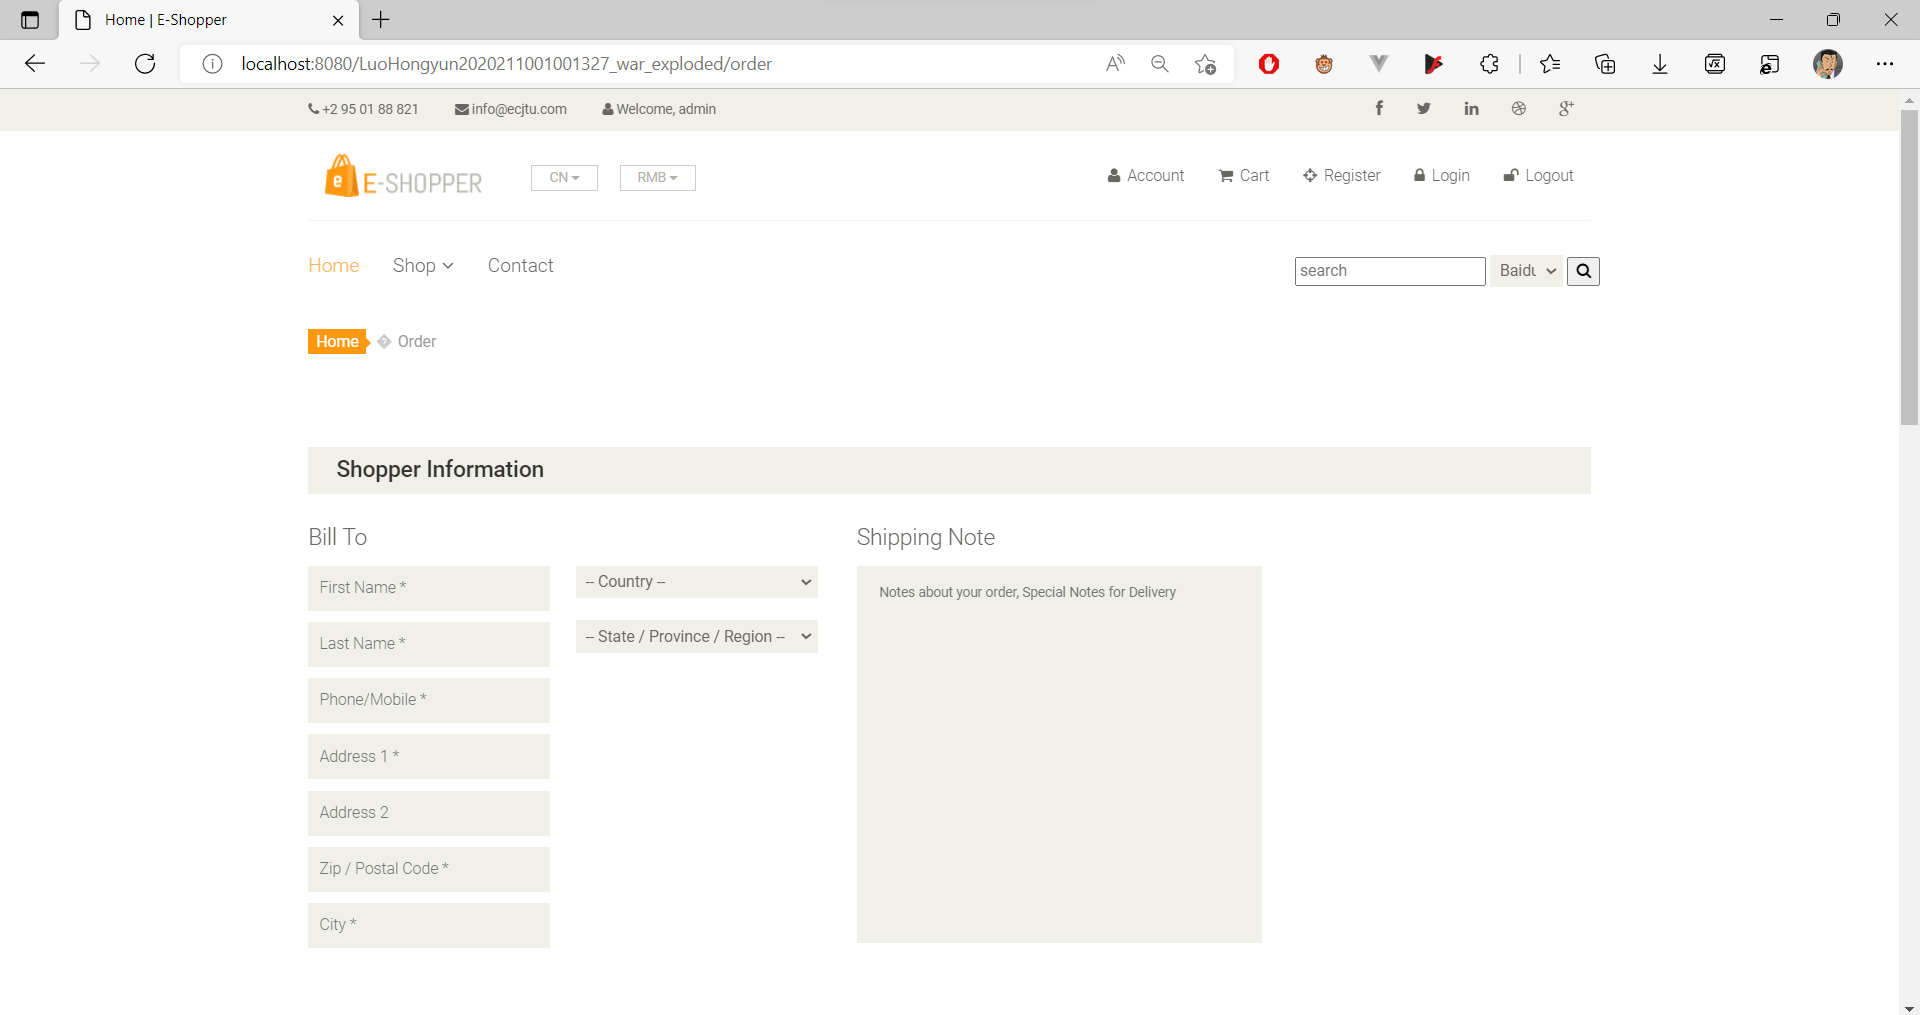 Home | E-Shopper
localhost:8080/LuoHongyun2020211001001327_war_exploded/order
+2 95 01 88 821 info@ecjtu.com Welcome, admin
E-SHOPPER CN RMB Account Cart Register Login Logout
Home Shop Contact search Baidu
Home � Order
Shopper Information
Bill To Shipping Note
First Name * -- Country -- Notes about your order, Special Notes for Delivery
Last Name * -- State / Province / Region --
Phone/Mobile *
Address 1 *
Address 2
Zip / Postal Code *
City *